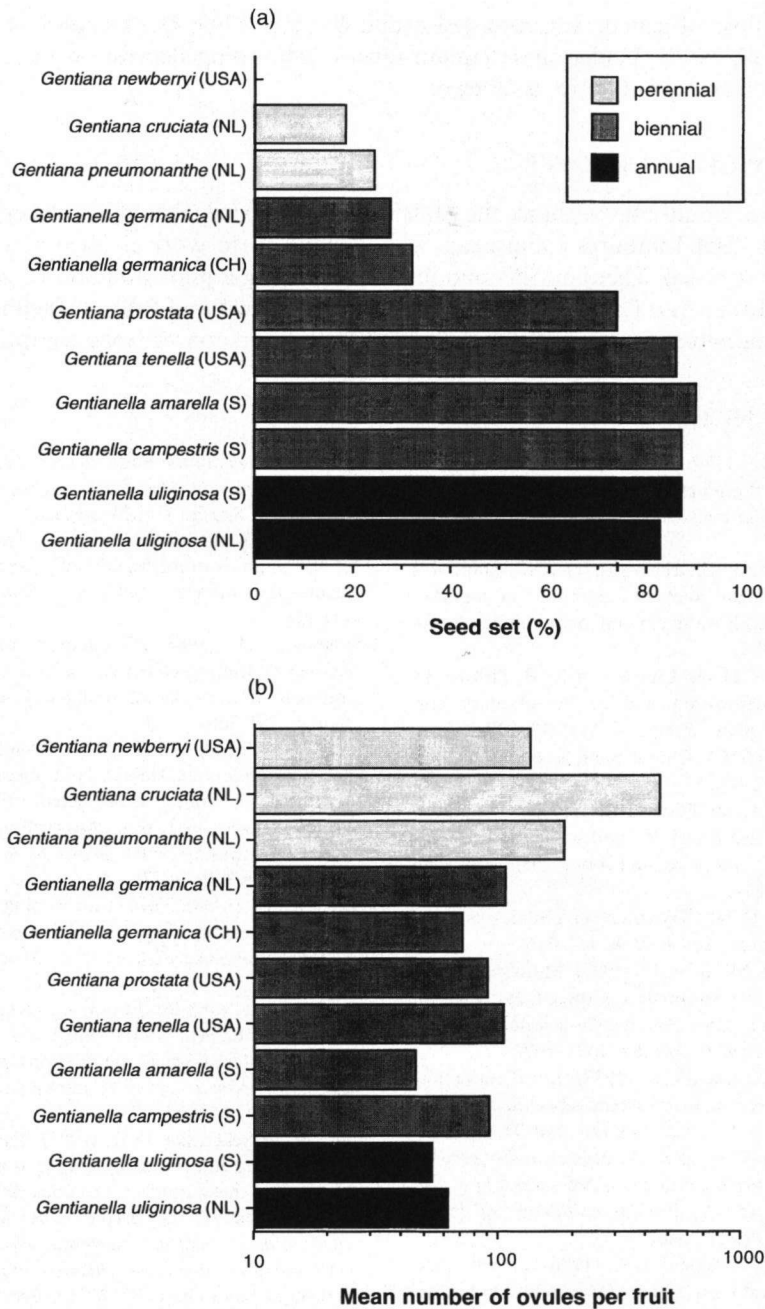 (a)
Gentiana newberryi (USA)
Gentiana cruciata (NL)
Gentiana pneumonanthe (NL)
Gentianella germanica (NL)
Gentianella germanica (CH)
Gentiana prostata (USA)
Gentiana tenella (USA)
Gentianella amarella (S)
Gentianella campestris (S)
Gentianella uliginosa (S)
Gentianella uliginosa (NL)
perennial
biennial
annual
0 20 40 60 80 100
Seed set (%)
(b)
Gentiana newberryi (USA)
Gentiana cruciata (NL)
Gentiana pneumonanthe (NL)
Gentianella germanica (NL)
Gentianella germanica (CH)
Gentiana prostata (USA)
Gentiana tenella (USA)
Gentianella amarella (S)
Gentianella campestris (S)
Gentianella uliginosa (S)
Gentianella uliginosa (NL)
10 100 1000
Mean number of ovules per fruit